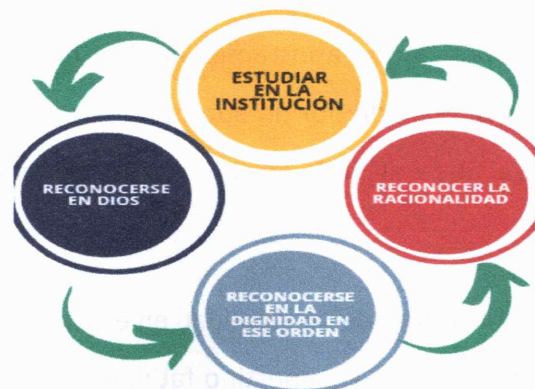 ESTUDIAR
EN LA
INSTITUCIÓN
RECONOCERSE
EN DIOS
RECONOCER LA
RACIONALIDAD
RECONOCERSE
EN LA
DIGNIDAD EN
ESE ORDEN